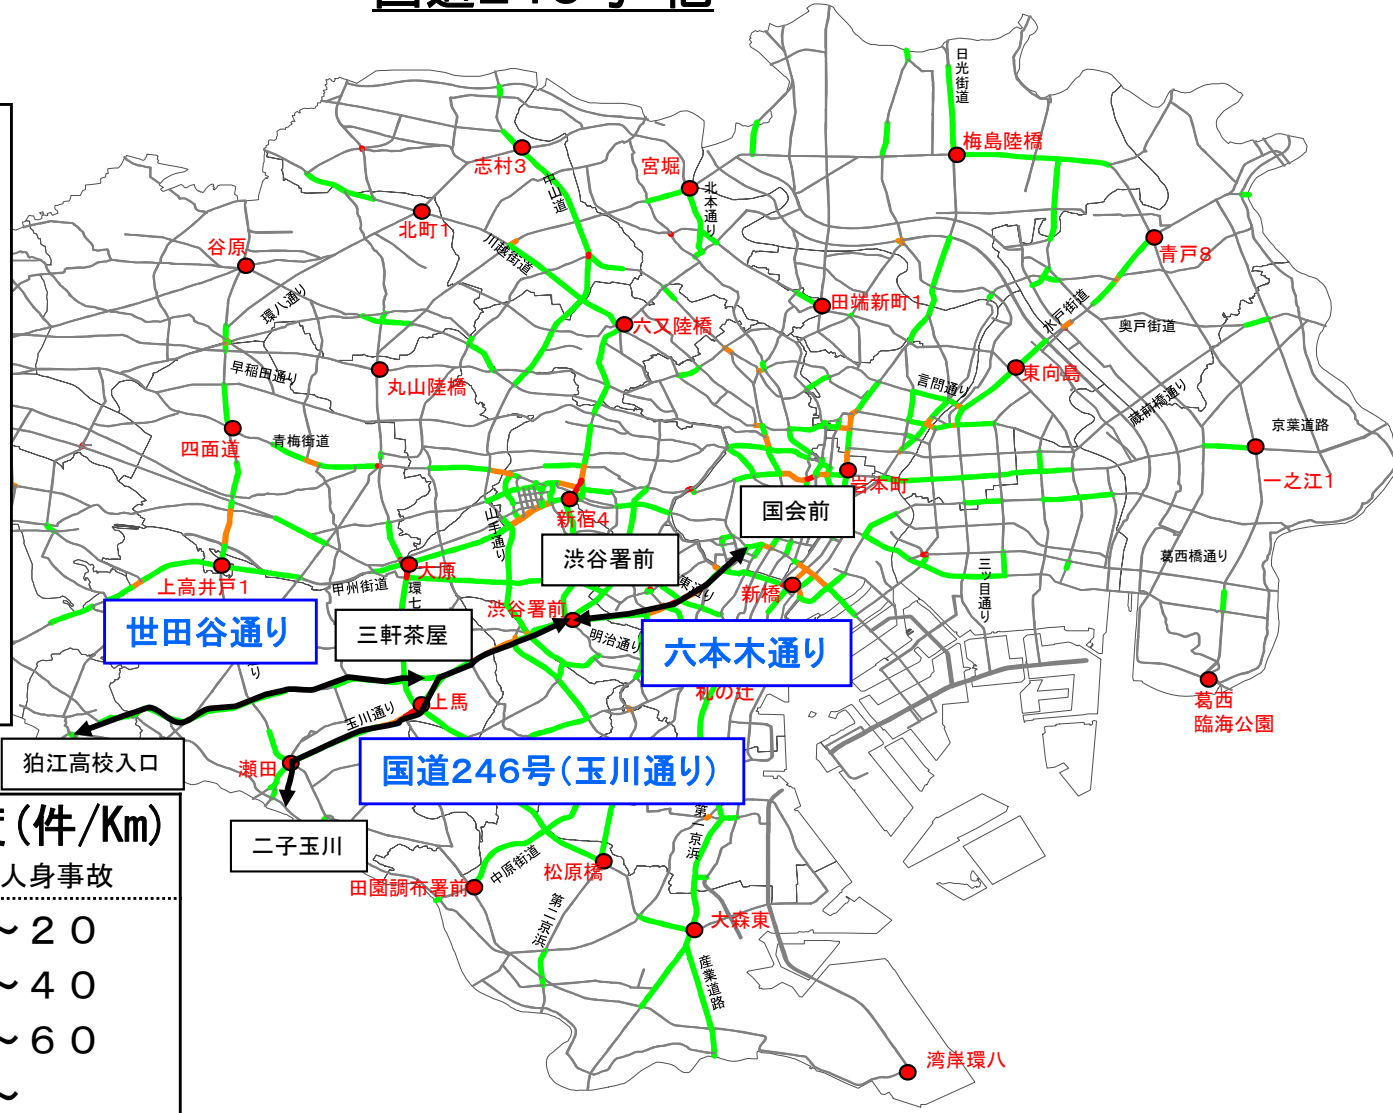 国道246号 他
日光街道
梅島陸橋
志村3
宮堀
中山道
北本通り
北町1
谷原
川越街道
青戸8
環八通り
田端新町1
水戸街道
奥戸街道
六又陸橋
早稲田通り
丸山陸橋
言問通り
東向島
蔵前橋通り
四面道
青梅街道
京葉道路
一之江1
岩本町
国会前
新宿4
山手通り
渋谷署前
葛西橋通り
三ツ目通り
上高井戸1
甲州街道
大原
環七
東通り
新橋
渋谷署前
世田谷通り
三軒茶屋
明治通り
六本木通り
り
札の辻
葛西
臨海公園
玉川通り
上馬
狛江高校入口
瀬田
国道246号(玉川通り)
二子玉川
第一京浜
度(件/Km)
人身事故
中原街道
松原橋
田園調布署前
第二京浜
大森東
～20
～40
産業道路
～60
湾岸環八
～